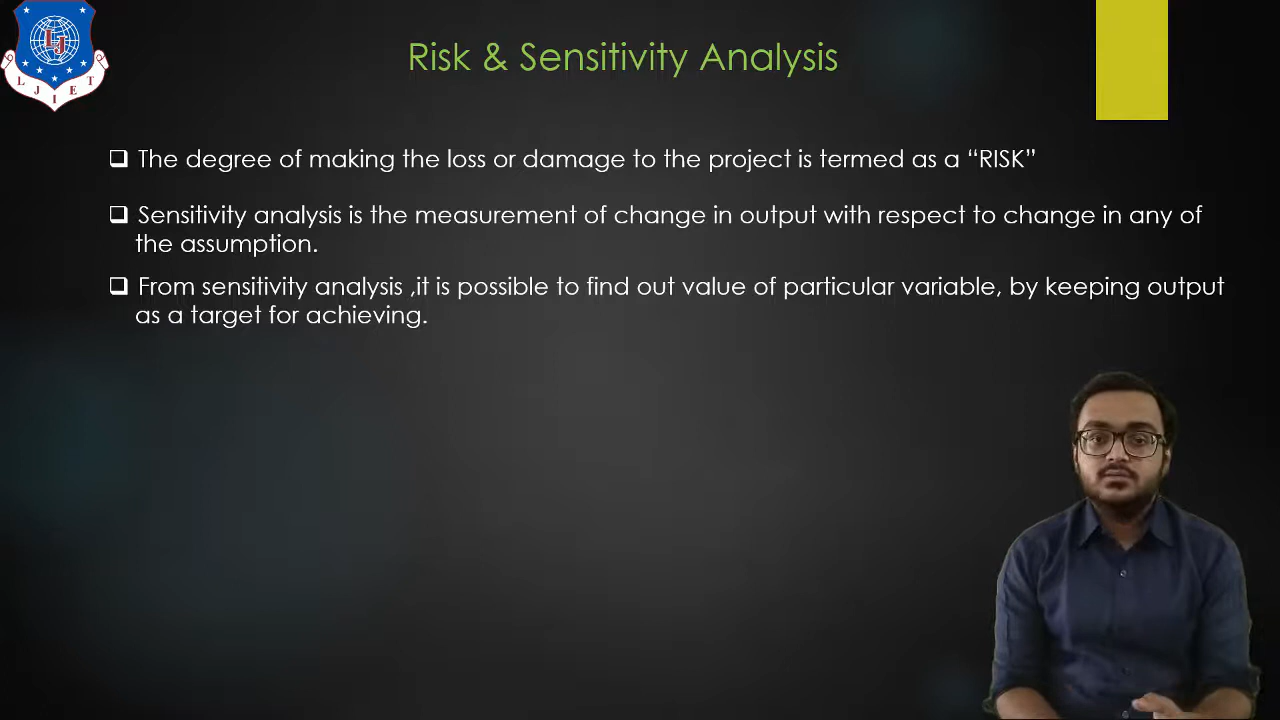 LJ
LJIET
Risk & Sensitivity Analysis
❑ The degree of making the loss or damage to the project is termed as a “RISK”
❑ Sensitivity analysis is the measurement of change in output with respect to change in any of
the assumption.
❑ From sensitivity analysis ,it is possible to find out value of particular variable, by keeping output
as a target for achieving.